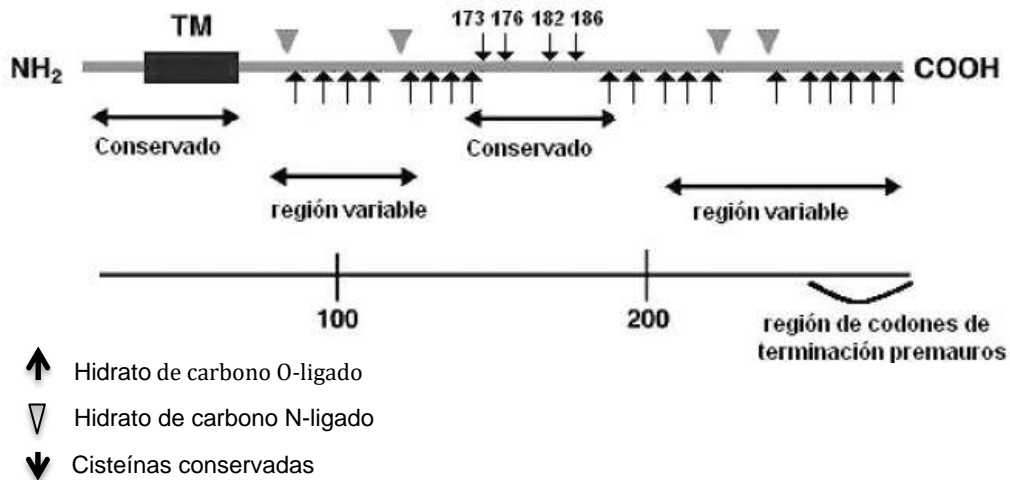 173 176 182 186
TM
NH2
COOH
Conservado
Conservado
región variable
región variable
100
200
región de codones de
terminación premauros
Hidrato de carbono O-ligado
Hidrato de carbono N-ligado
Cisteínas conservadas